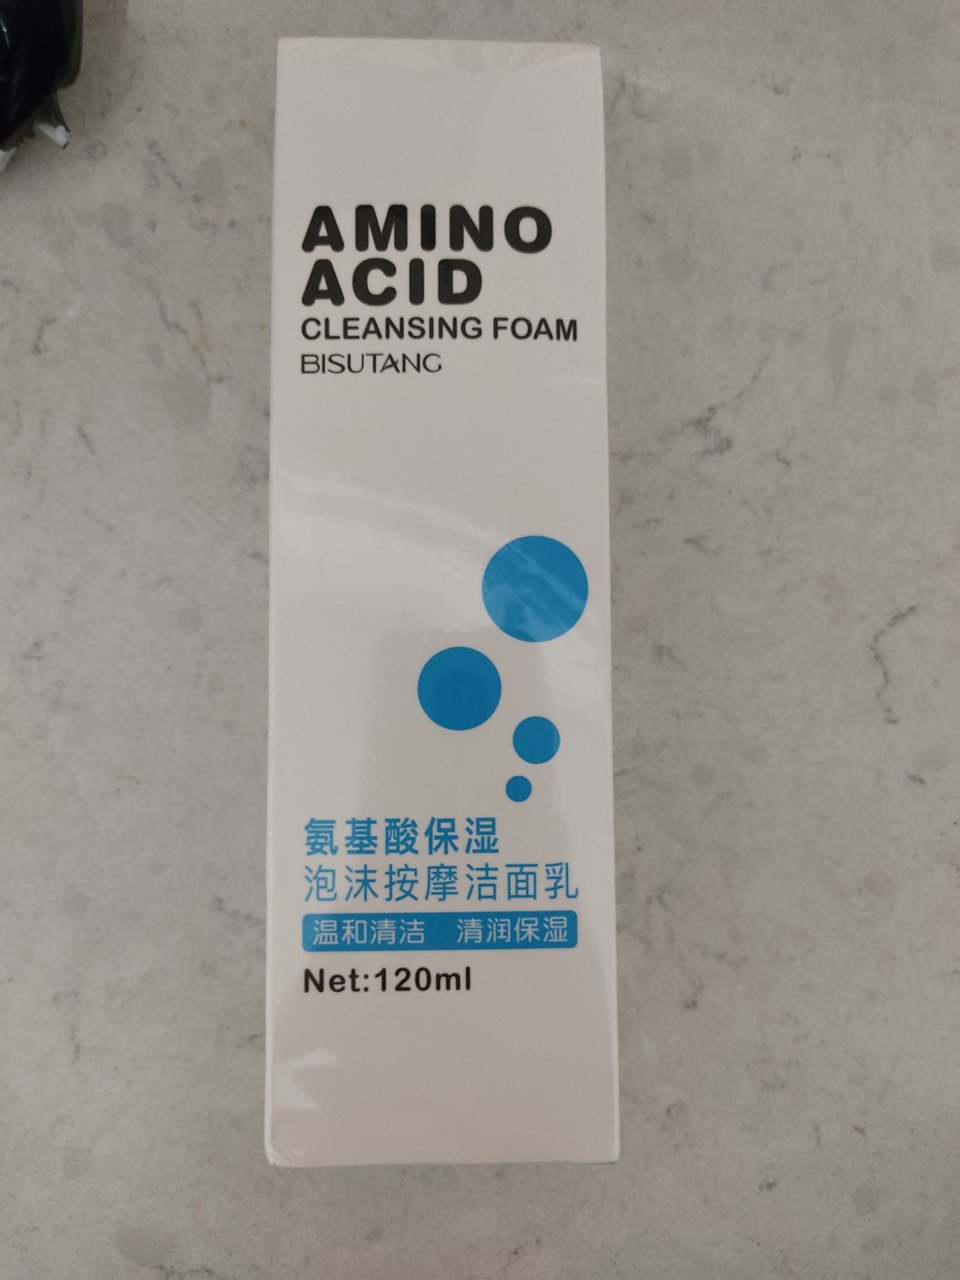 AMINO
ACID
CLEANSING FOAM
BISUTANG
氨基酸保湿
泡沫按摩洁面乳
温和清洁 清润保湿
Net:120ml